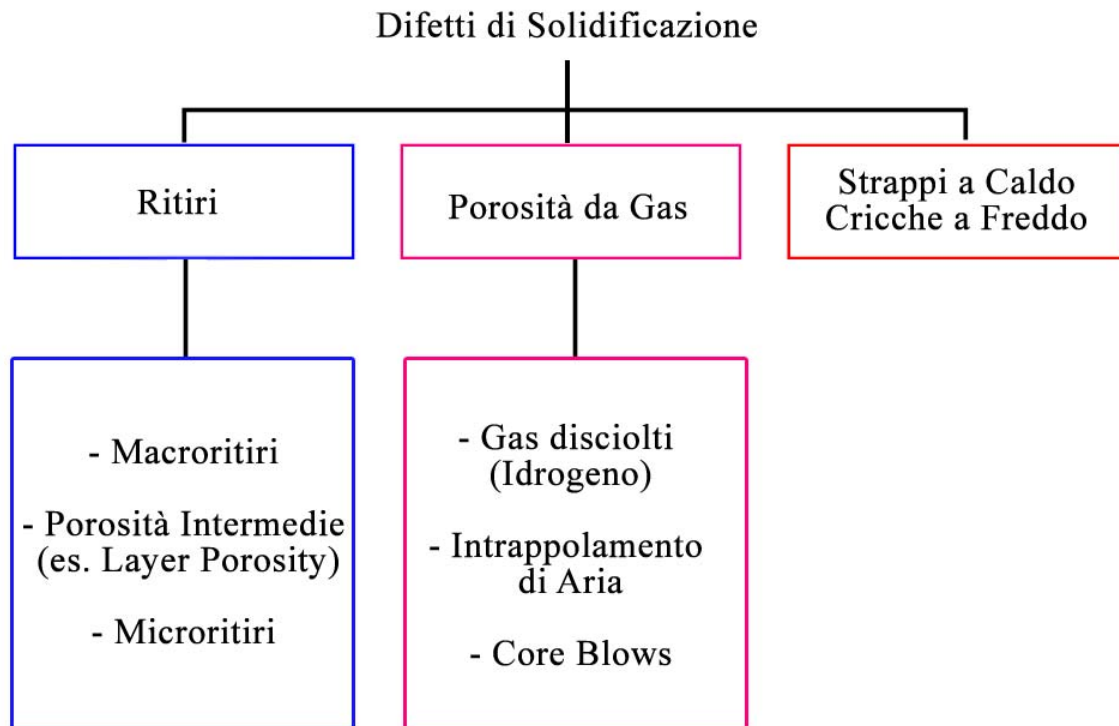 Difetti di Solidificazione
Ritiri
Porosità da Gas
Strappi a Caldo
Cricche a Freddo
- Macroritiri
- Porosità Intermedie
(es. Layer Porosity)
- Microritiri
- Gas disciolti
(Idrogeno)
- Intrappolamento
di Aria
- Core Blows